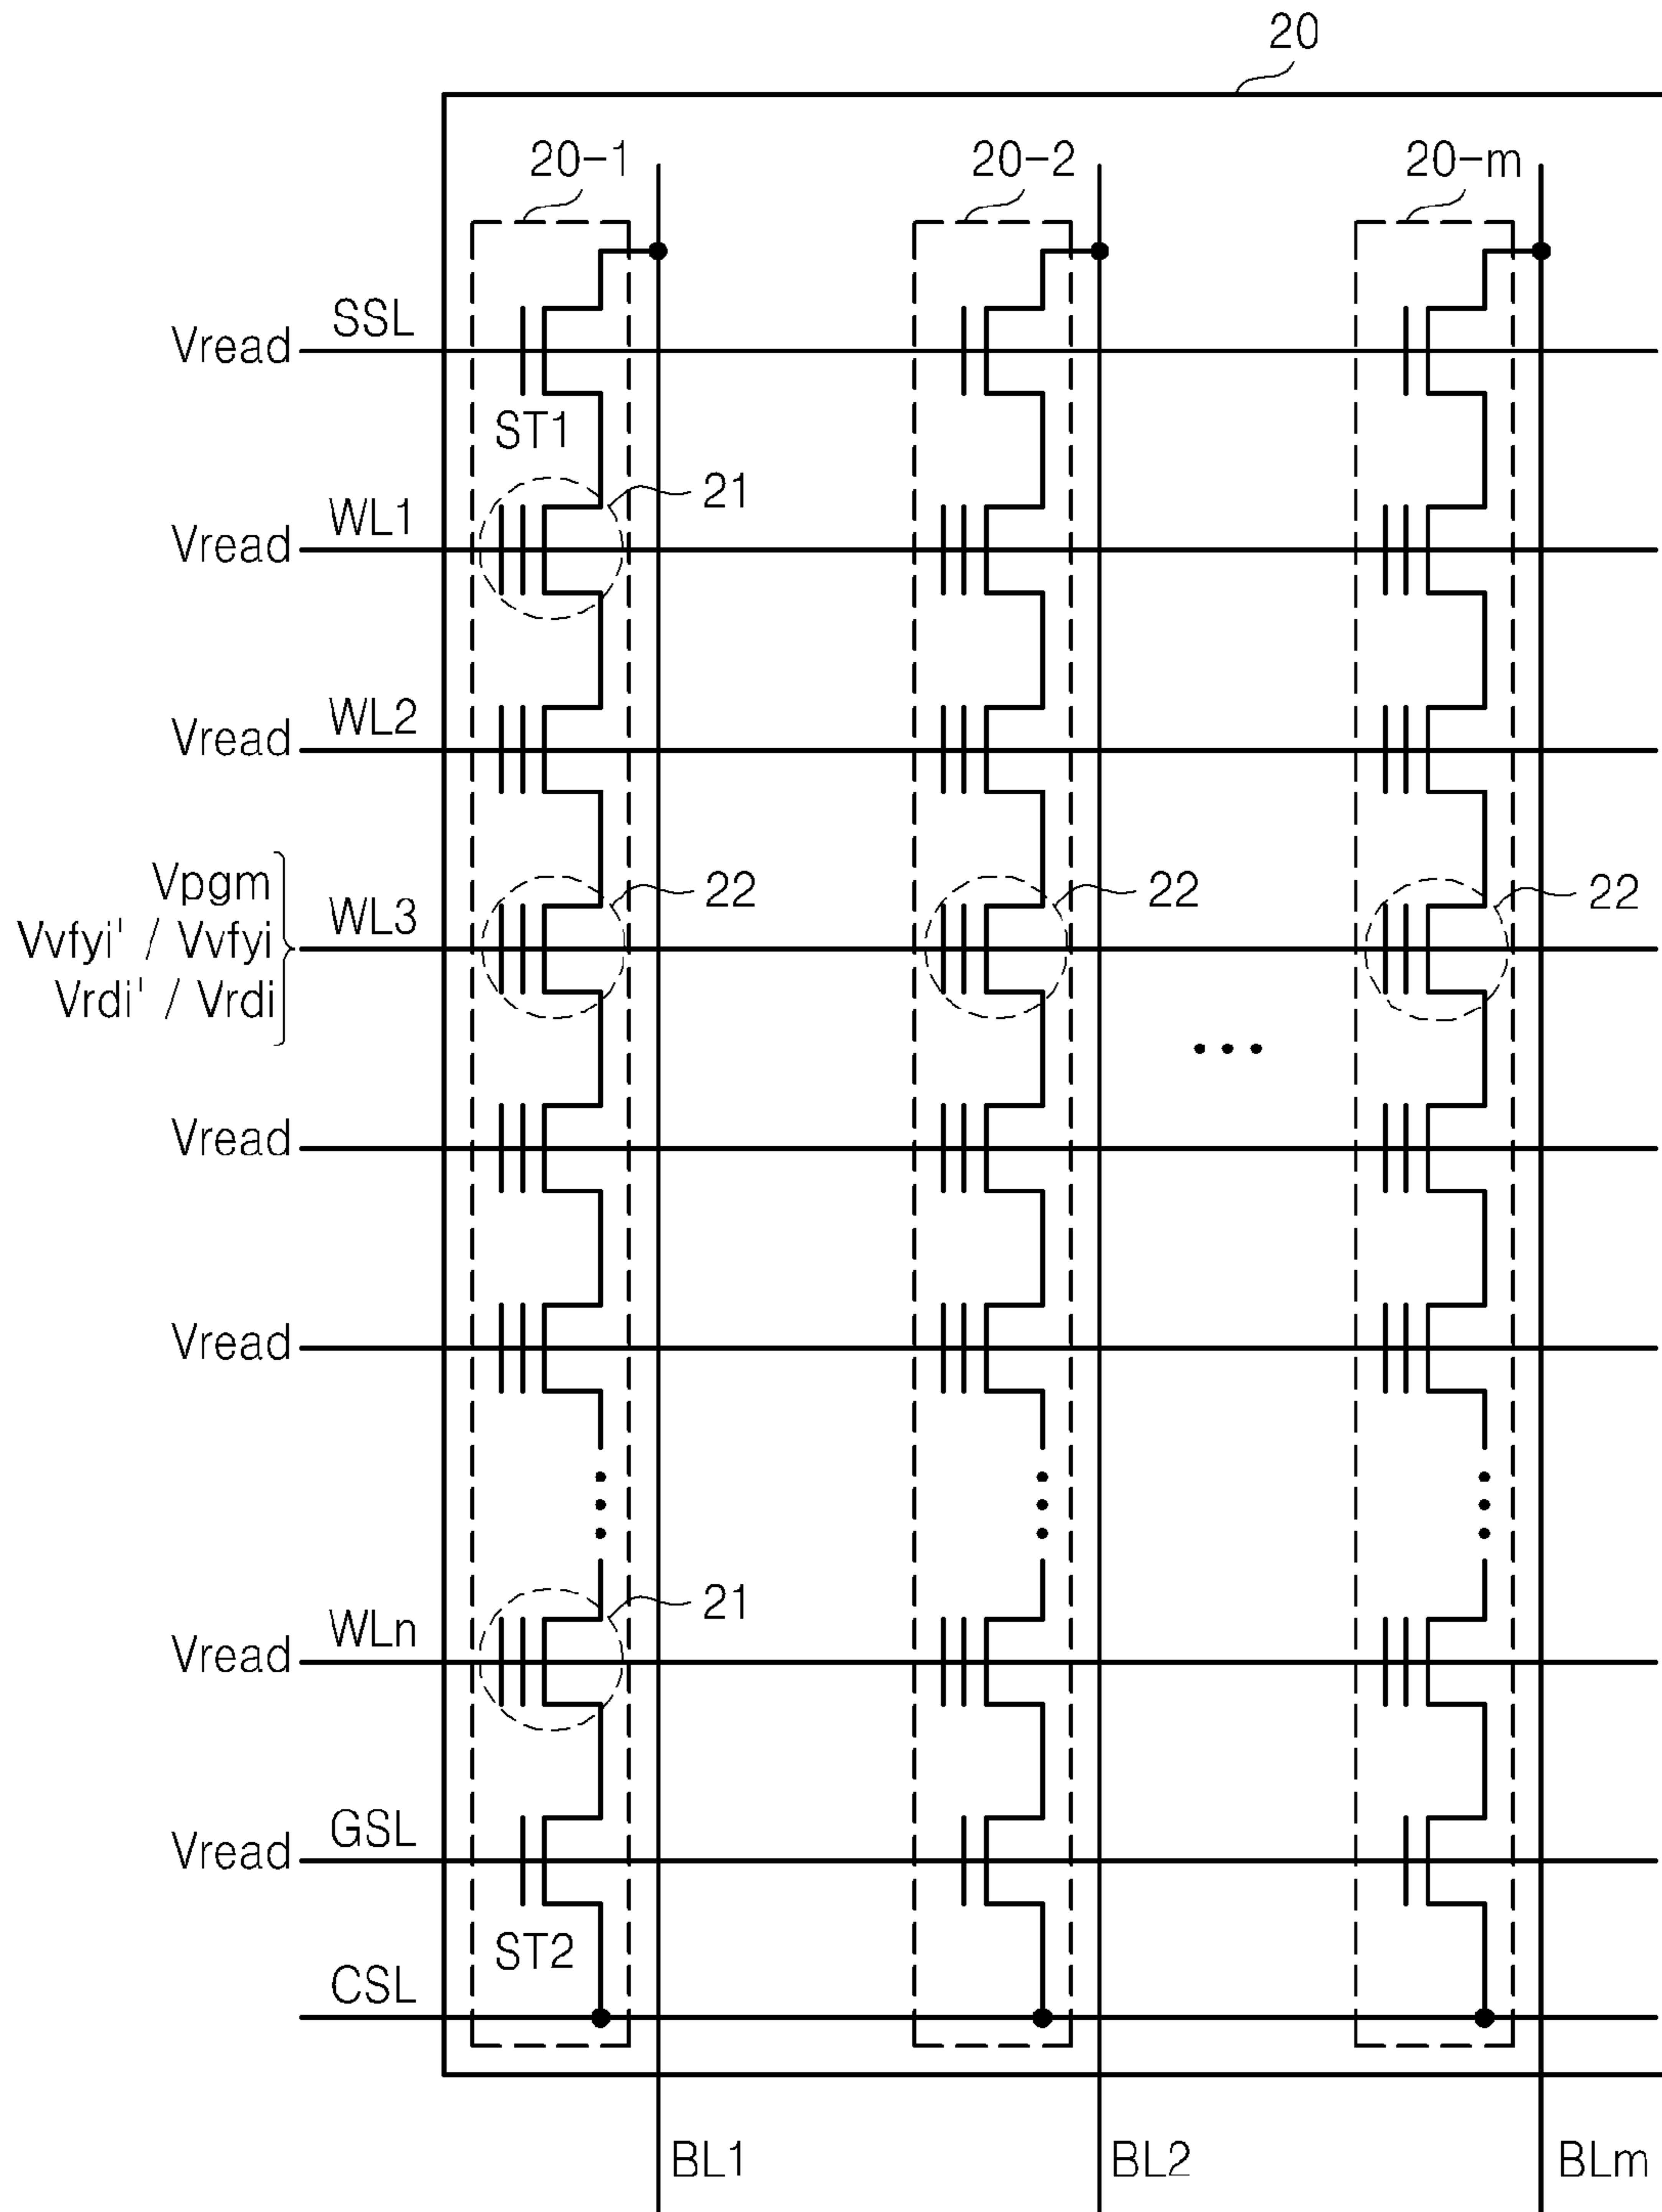 20
20-1 20-2 20-m
Vread SSL
ST1
21
Vread WL1
Vread WL2
Vpgm
Vvfyi' / Vvfyi
Vrdi' / Vrdi
WL3 22 22 22
...
Vread
Vread
21
Vread WLn
Vread GSL
ST2
CSL
BL1 BL2 BLm